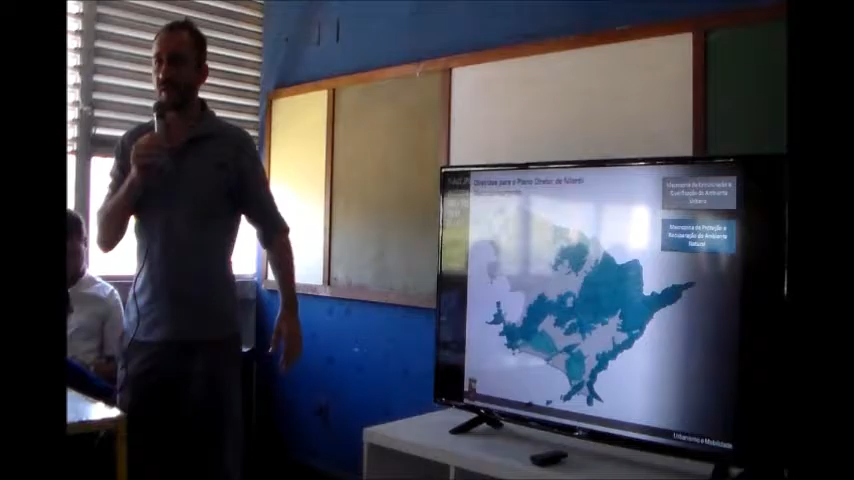 Diretrizes para o Plano Diretor de Niterói
Macrozona de
Qualificação do Ambiente
Urbano
Macrozona de Proteção e
Recuperação do Ambiente
Natural
Urbanismo e Mobilidade